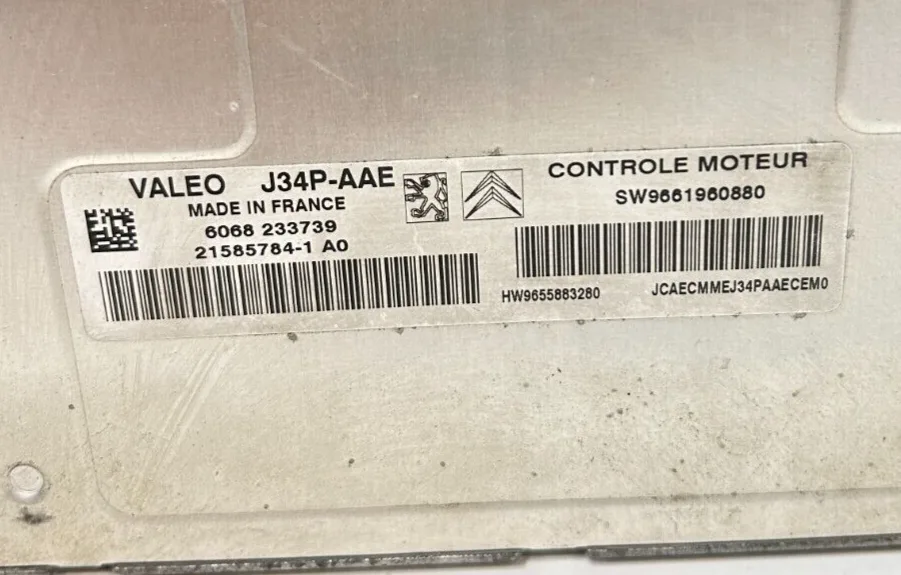 VALEO J34P-AAE
MADE IN FRANCE
6068 233739
21585784-1 A0
CONTROLE MOTEUR
SW9661960880
HW9655883280 JCAECMMEJ34PAAECEM0